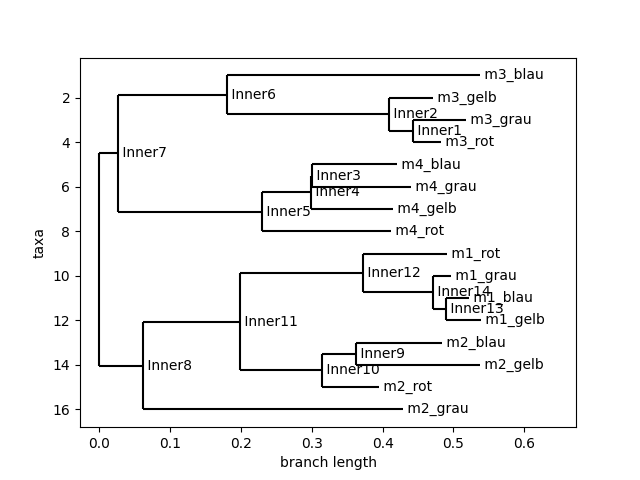 m3_blau
Inner6
m3_gelb
2
Inner2
m3_grau
Inner1
m3_rot
4
Inner7
m4_blau
Inner3
m4_grau
6
Inner4
m4_gelb
Inner5
m4_rot
8
taxa
m1_rot
Inner12
m1_grau
10
Inner14
m1_blau
Inner13
m1_gelb
12
Inner11
m2_blau
Inner9
m2_gelb
14
Inner8
Inner10
m2_rot
m2_grau
16
0.0 0.1 0.2 0.3 0.4 0.5 0.6
branch length